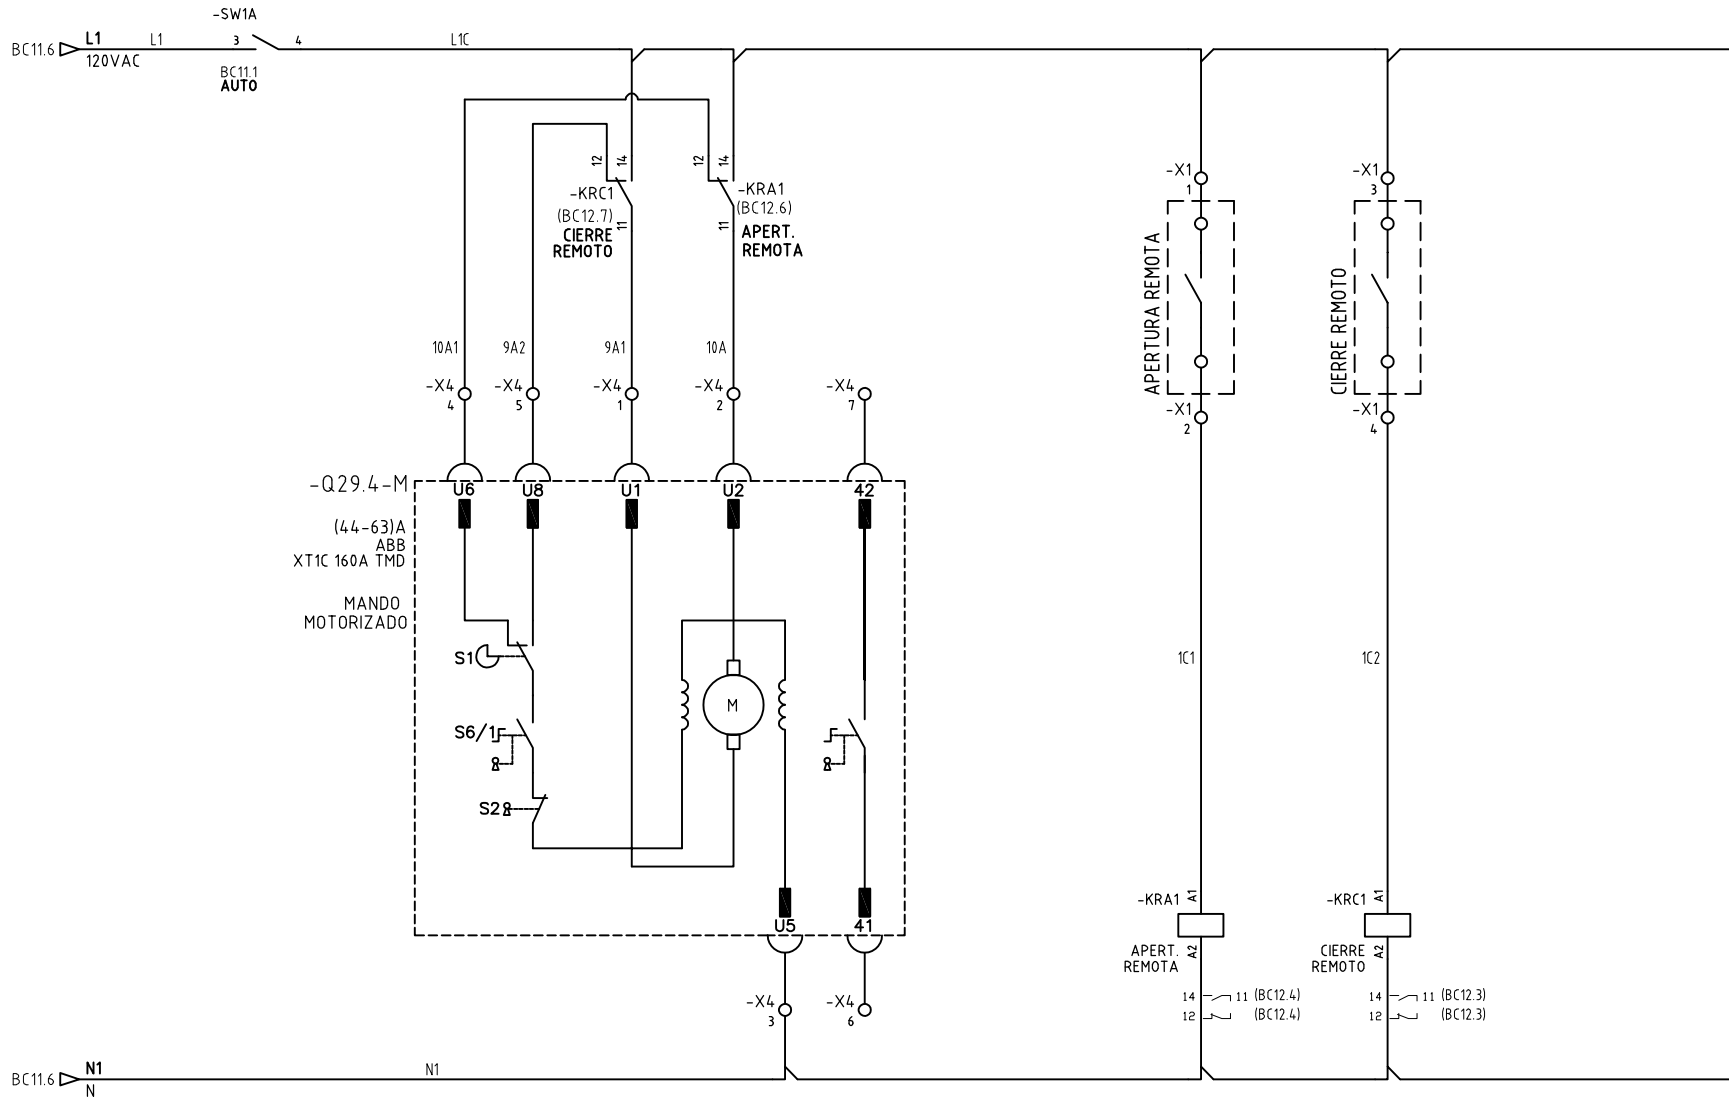 -SW1A
BC11.6
L1
L1
3
4
L1C
120VAC
BC11.1
AUTO
12
14
12
14
-KRC1
(BC12.7)
CIERRE
REMOTO
11
-KRA1
(BC12.6)
APERT.
REMOTA
11
-X1
1
-X1
3
APERTURA REMOTA
CIERRE REMOTO
10A1
9A2
9A1
10A
-X4
4
-X4
5
-X4
1
-X4
2
-X4
7
-X1
2
-X1
4
-Q29.4-M
U6
U8
U1
U2
42
(44-63)A
ABB
XT1C 160A TMD
MANDO
MOTORIZADO
S1
M
S6/1
S2
1C1
1C2
U5
41
-KRA1
A1
A2
APERT.
REMOTA
-KRC1
A1
A2
CIERRE
REMOTO
14
11
(BC12.4)
12
(BC12.4)
14
11
(BC12.3)
12
(BC12.3)
-X4
3
-X4
6
BC11.6
N1
N
N1